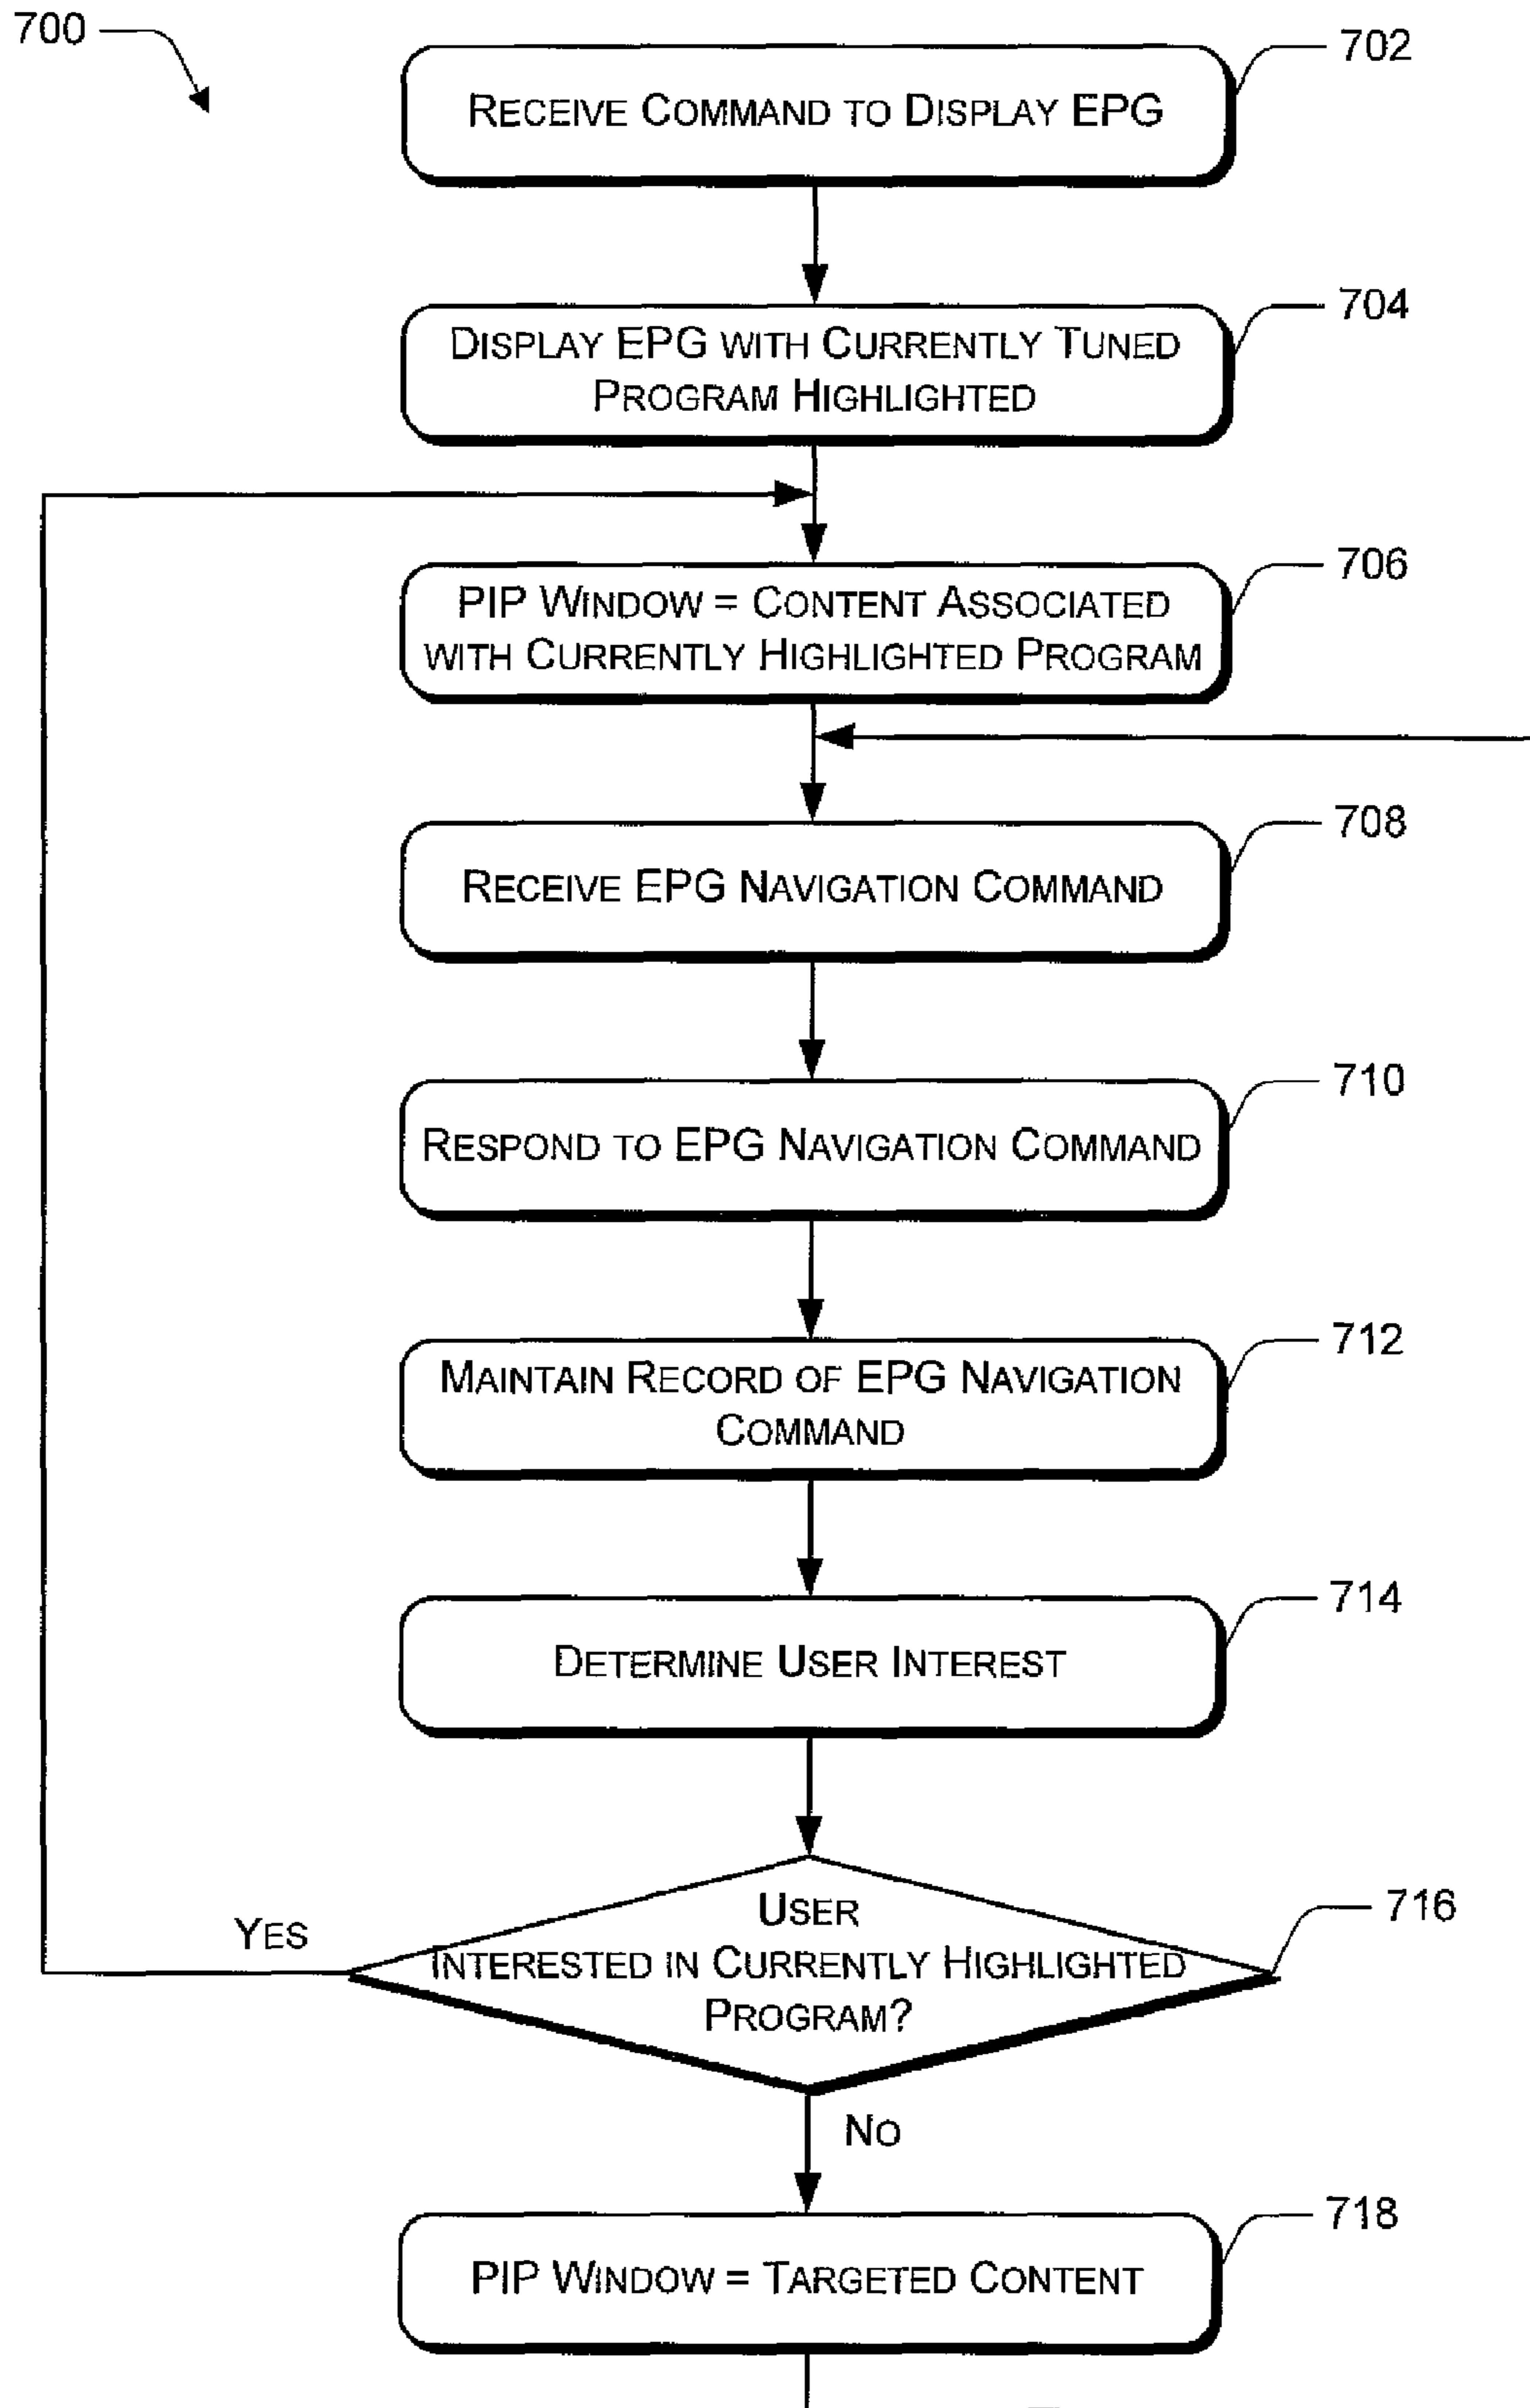 700
702
RECEIVE COMMAND TO DISPLAY EPG
704
DISPLAY EPG WITH CURRENTLY TUNED
PROGRAM HIGHLIGHTED
706
PIP WINDOW = CONTENT ASSOCIATED
WITH CURRENTLY HIGHLIGHTED PROGRAM
708
RECEIVE EPG NAVIGATION COMMAND
710
RESPOND TO EPG NAVIGATION COMMAND
712
MAINTAIN RECORD OF EPG NAVIGATION
COMMAND
714
DETERMINE USER INTEREST
716
YES
USER
INTERESTED IN CURRENTLY HIGHLIGHTED
PROGRAM?
NO
718
PIP WINDOW = TARGETED CONTENT